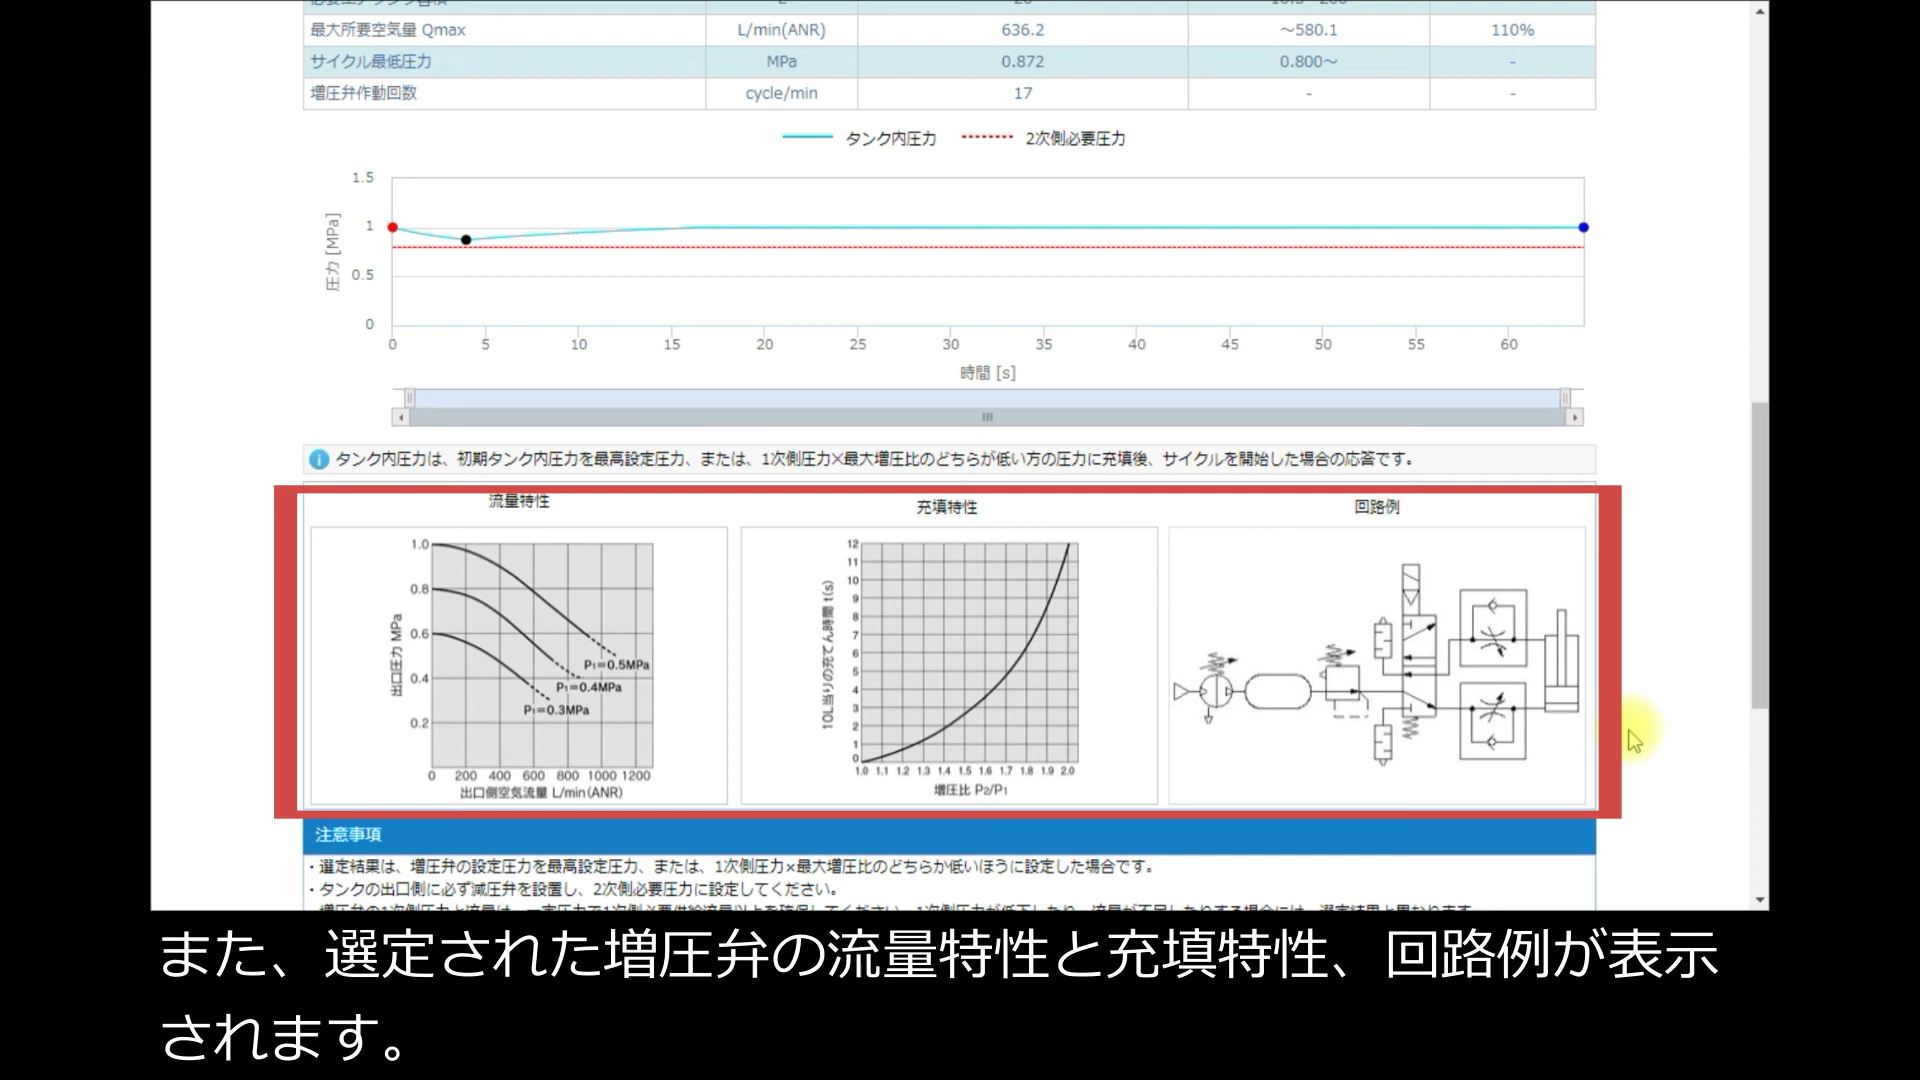 最大所要空気量 Qmax L/min(ANR) 636.2 ～580.1 110%
サイクル最低圧力 MPa 0.872 0.800～ -
増圧弁作動回数 cycle/min 17 - -
タンク内圧力 2次側必要圧力
1.5
1
0.5
0
圧力 [MPa]
0 5 10 15 20 25 30 35 40 45 50 55 60
時間 [s]
タンク内圧力は、初期タンク内圧力を最高設定圧力、または、1次側圧力×最大増圧比のどちらが低い方の圧力に充填後、サイクルを開始した場合の応答です。
流量特性
1.0
0.8
0.6
0.4
0.2
出口圧力 MPa
P1=0.5MPa
P1=0.4MPa
P1=0.3MPa
0 200 400 600 800 1000 1200
出口側空気流量 L/min(ANR)
充填特性
12
11
10
9
8
7
6
5
4
3
2
1
0
10L当りの充てん時間 t(s)
1.0 1.1 1.2 1.3 1.4 1.5 1.6 1.7 1.8 1.9 2.0
増圧比 P2/P1
回路例
注意事項
・選定結果は、増圧弁の設定圧力を最高設定圧力、または、1次側圧力×最大増圧比のどちらか低いほうに設定した場合です。
・タンクの出口側に必ず減圧弁を設置し、2次側必要圧力に設定してください。
また、選定された増圧弁の流量特性と充填特性、回路例が表示
されます。